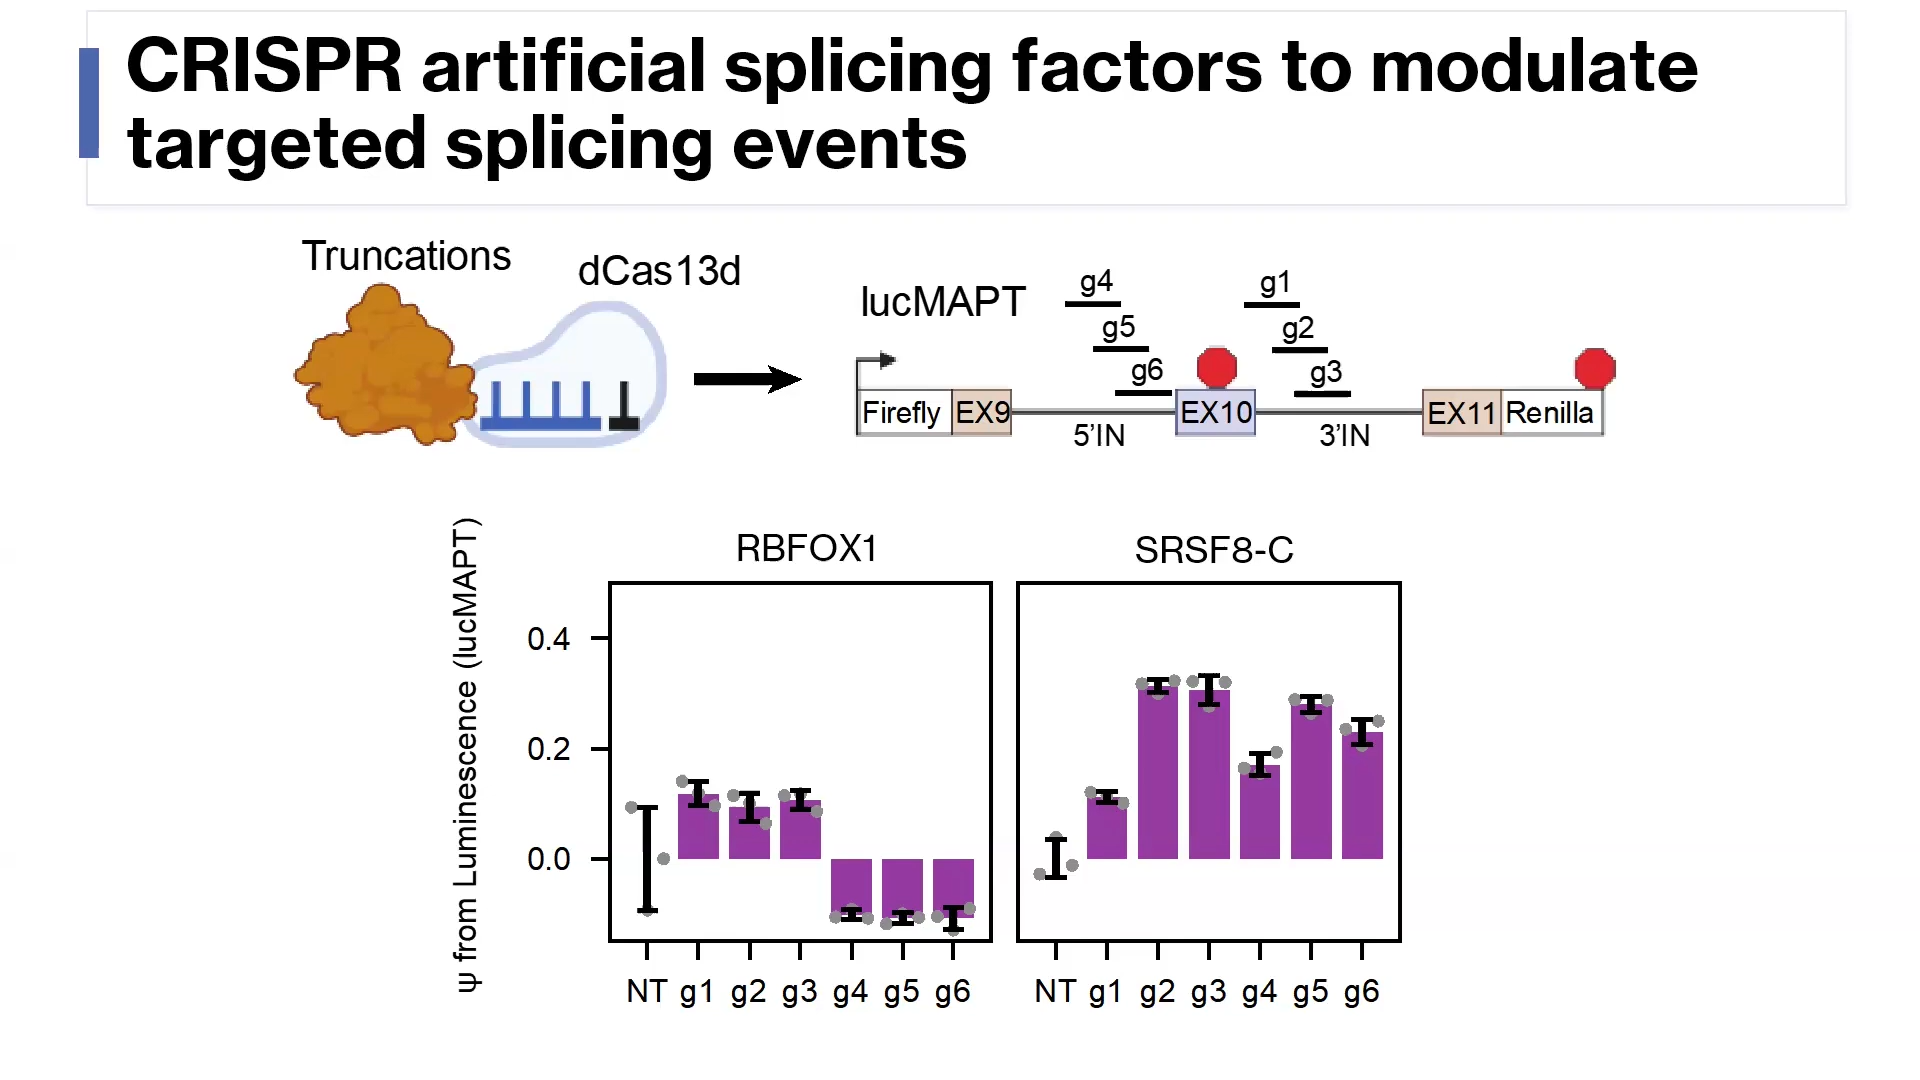 CRISPR artificial splicing factors to modulate
targeted splicing events
Truncations
dCas13d
lucMAPT
g4
g5
g6
g1
g2
g3
Firefly
EX9
5'IN
EX10
3'IN
EX11
Renilla
ψ from Luminescence (lucMAPT)
RBFOX1
0.4
0.2
0.0
NT g1 g2 g3 g4 g5 g6
SRSF8-C
NT g1 g2 g3 g4 g5 g6